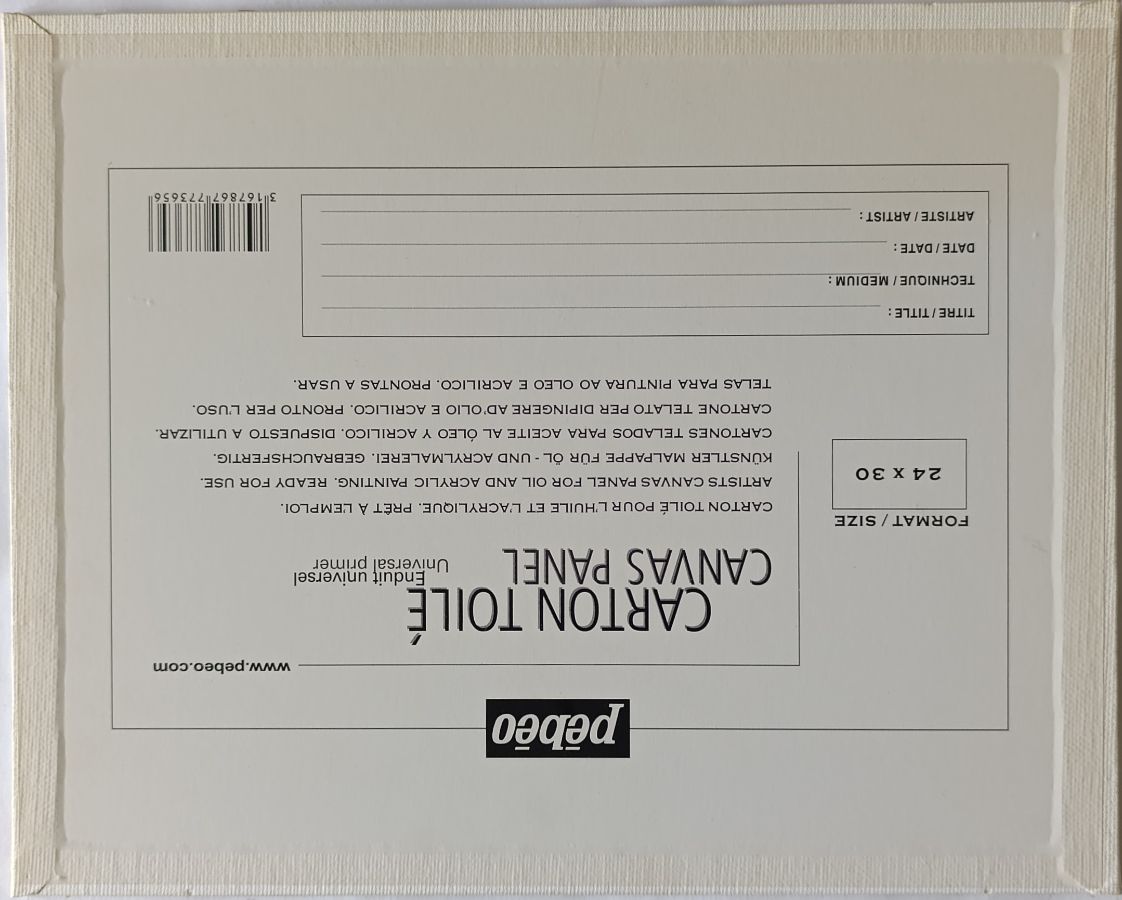 pēbēo
www.pebeo.com
CARTON TOILÉ
CANVAS PANEL
Enduit universel
Universal primer
CARTON TOILÉ POUR L'HUILE ET L'ACRYLIQUE. PRÊT À L'EMPLOI.
ARTISTS CANVAS PANEL FOR OIL AND ACRYLIC PAINTING. READY FOR USE.
KÜNSTLER MALPAPPE FÜR ÖL - UND ACRYLMALEREI. GEBRAUCHSFERTIG.
CARTONES TELADOS PARA ACEITE AL ÓLEO Y ACRILICO. DISPUESTO A UTILIZAR.
CARTONE TELATO PER DIPINGERE AD'OLIO E ACRILICO. PRONTO PER L'USO.
TELAS PARA PINTURA AO OLEO E ACRILICO. PRONTAS A USAR.
FORMAT / SIZE
24 x 30
TITRE / TITLE :
TECHNIQUE / MEDIUM :
DATE / DATE :
ARTISTE / ARTIST :
3 167867 773656